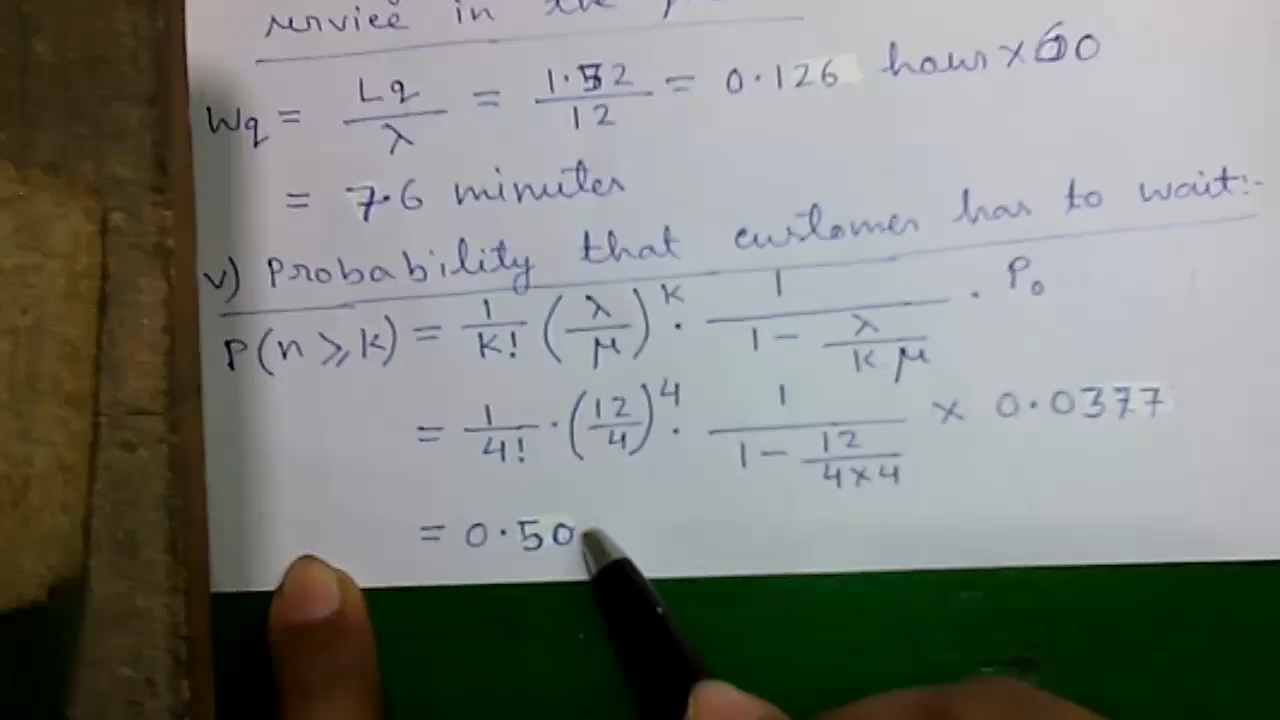 service in the
Wq = Lq/λ = 1.52/12 = 0.126 hours × 60
= 7.6 minutes
v) Probability that customer has to wait:-
P(n ≥ k) = 1/k! (λ/μ)^k · 1/(1 - λ/(k μ)) · P₀
= 1/4! · (12/4)^4 · 1/(1 - 12/(4×4)) × 0.0377
= 0.50